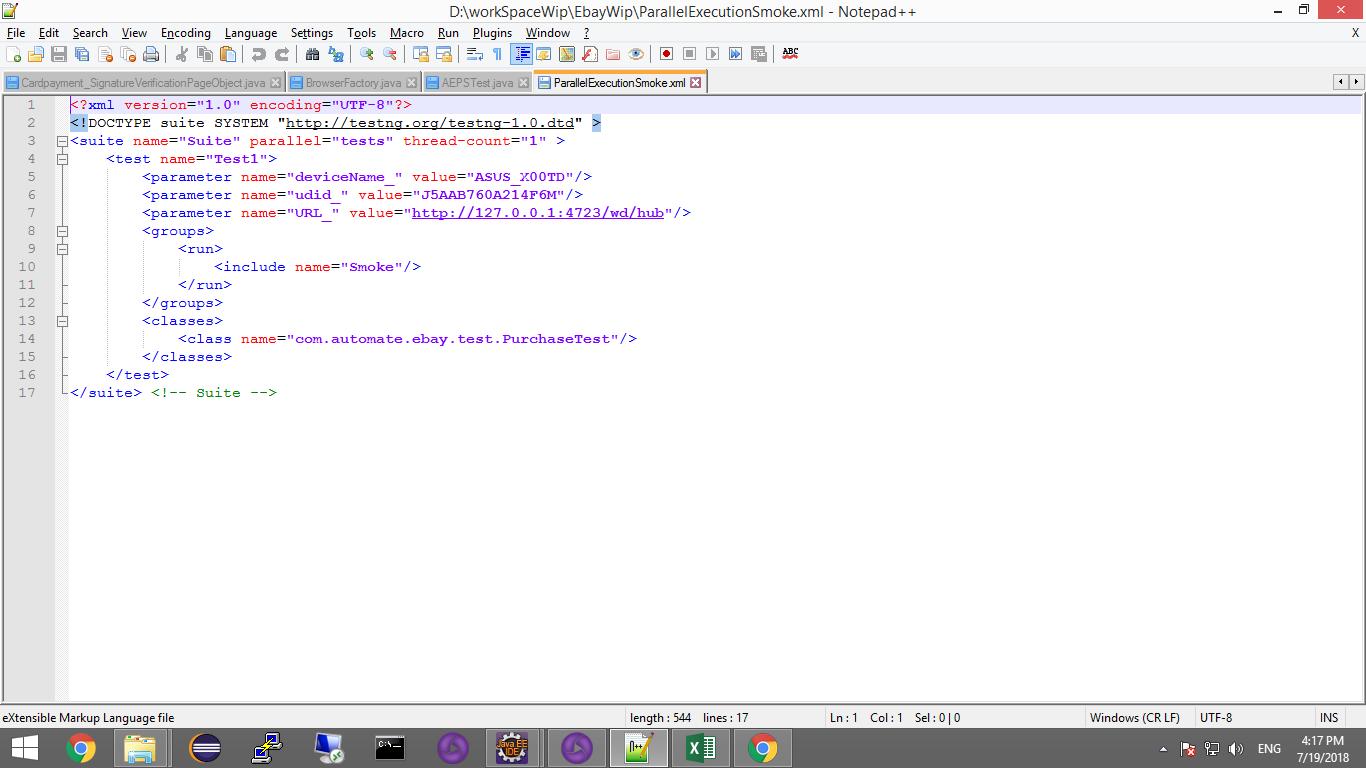 D:\workSpaceWip\EbayWip\ParallelExecutionSmoke.xml - Notepad++
File Edit Search View Encoding Language Settings Tools Macro Run Plugins Window ? X
ABC
Cardpayment_SignatureVerificationPageObject.java BrowserFactory.java AEPSTest.java ParallelExecutionSmoke.xml
1 <?xml version="1.0" encoding="UTF-8"?>
2 <!DOCTYPE suite SYSTEM "http://testng.org/testng-1.0.dtd" >
3 <suite name="Suite" parallel="tests" thread-count="1" >
4 <test name="Test1">
5 <parameter name="deviceName_" value="ASUS_X00TD"/>
6 <parameter name="udid_" value="J5AAB760A214F6M"/>
7 <parameter name="URL_" value="http://127.0.0.1:4723/wd/hub"/>
8 <groups>
9 <run>
10 <include name="Smoke"/>
11 </run>
12 </groups>
13 <classes>
14 <class name="com.automate.ebay.test.PurchaseTest"/>
15 </classes>
16 </test>
17 </suite> <!-- Suite -->
eXtensible Markup Language file length : 544 lines : 17 Ln : 1 Col : 1 Sel : 0 | 0 Windows (CR LF) UTF-8 INS
Java EE IDE ENG 4:17 PM
7/19/2018